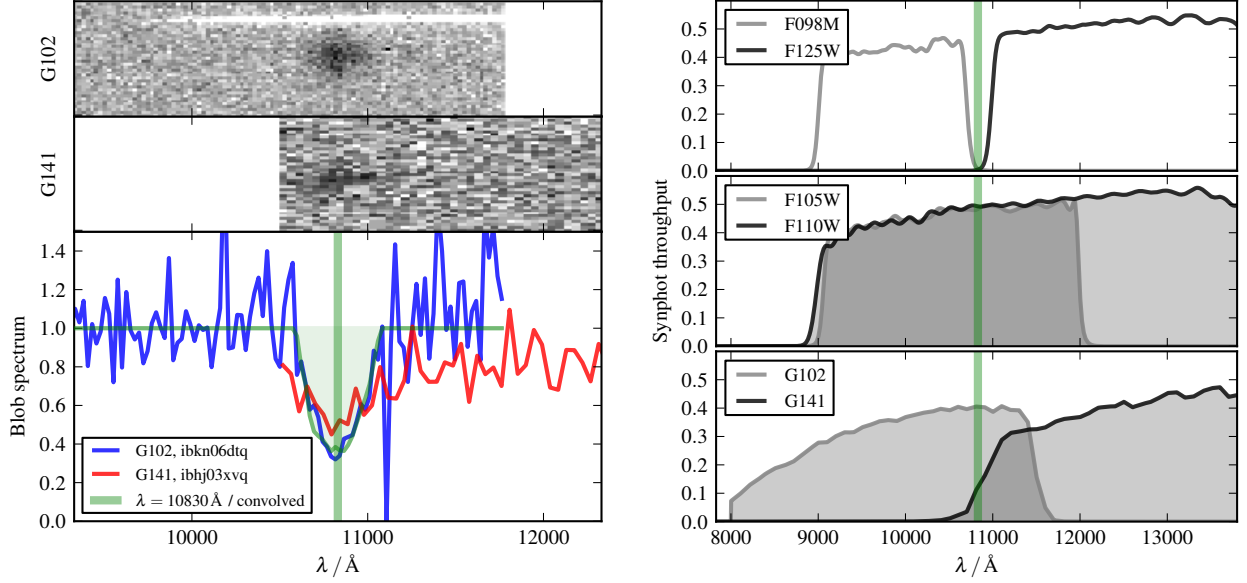 G102
G141
1.4
1.2
1.0
0.8
0.6
0.4
0.2
0.0
Blob spectrum
G102, ibkn06dtq
G141, ibhj03xvq
λ = 10830 Å / convolved
10000
11000
12000
λ / Å
0.5
0.4
0.3
0.2
0.1
0.0
F098M
F125W
0.5
0.4
0.3
0.2
0.1
0.0
F105W
F110W
Synphot throughput
0.5
0.4
0.3
0.2
0.1
0.0
G102
G141
8000
9000
10000
11000
12000
13000
λ / Å